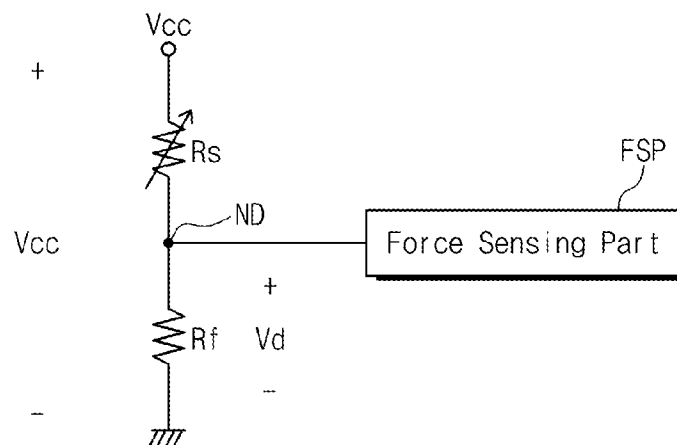 Vcc
+
Rs
FSP
ND
Vcc
Force Sensing Part
+
Rf
Vd
-
-